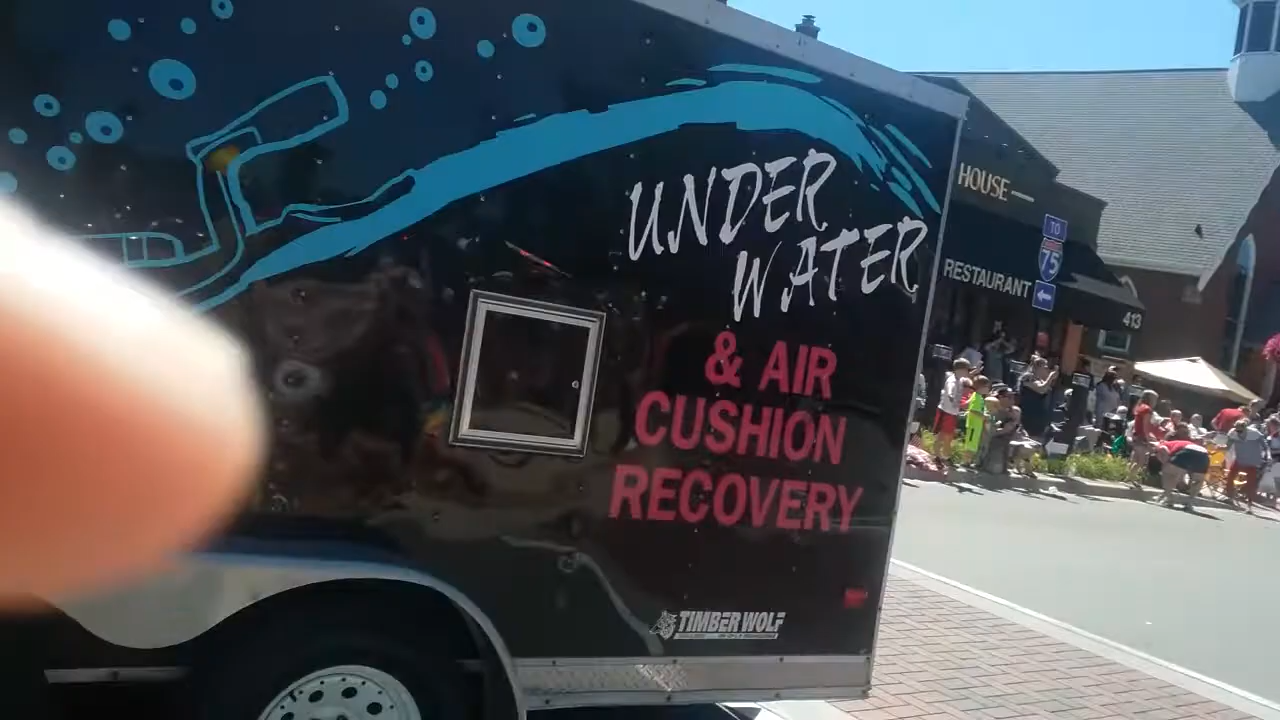 UNDER
WATER
& AIR
CUSHION
RECOVERY
TIMBER WOLF
HOUSE
RESTAURANT
TO
75
413